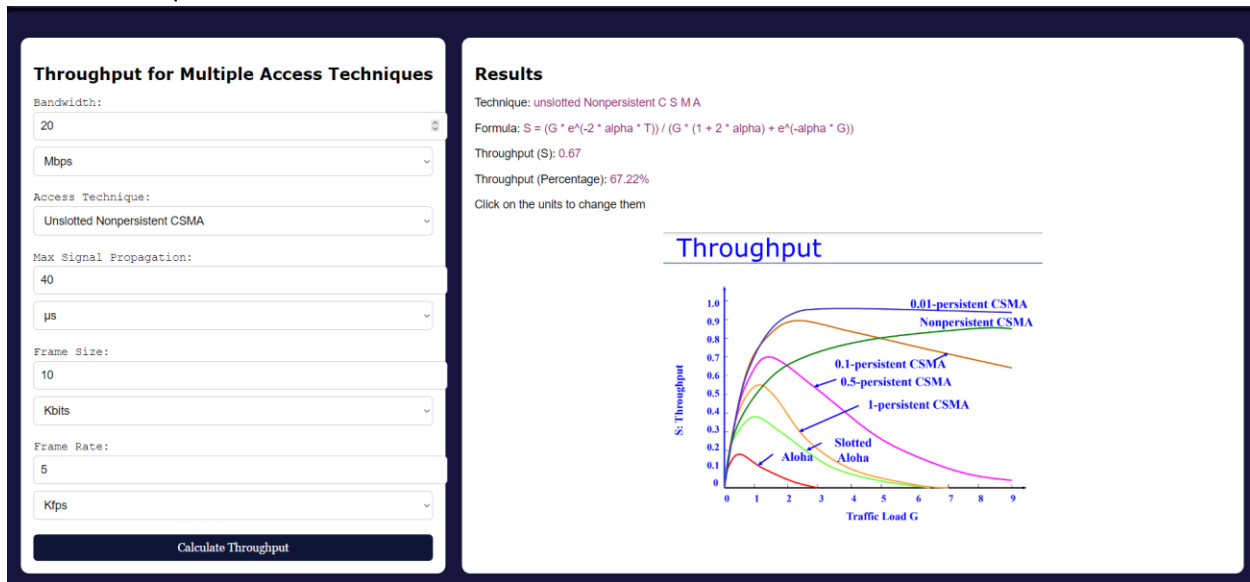 Throughput for Multiple Access Techniques
Bandwidth:
20
Mbps
Access Technique:
Unslotted Nonpersistent CSMA
Max Signal Propagation:
40
µs
Frame Size:
10
Kbits
Frame Rate:
5
Kfps
Calculate Throughput
Results
Technique: unslotted Nonpersistent C S M A
Formula: S = (G * e^(-2 * alpha * T)) / (G * (1 + 2 * alpha) + e^(-alpha * G))
Throughput (S): 0.67
Throughput (Percentage): 67.22%
Click on the units to change them
Throughput
1.0
0.9
0.8
0.7
0.6
0.5
0.4
0.3
0.2
0.1
0
S: Throughput
0.01-persistent CSMA
Nonpersistent CSMA
0.1-persistent CSMA
0.5-persistent CSMA
1-persistent CSMA
Slotted
Aloha
Aloha
0 1 2 3 4 5 6 7 8 9
Traffic Load G